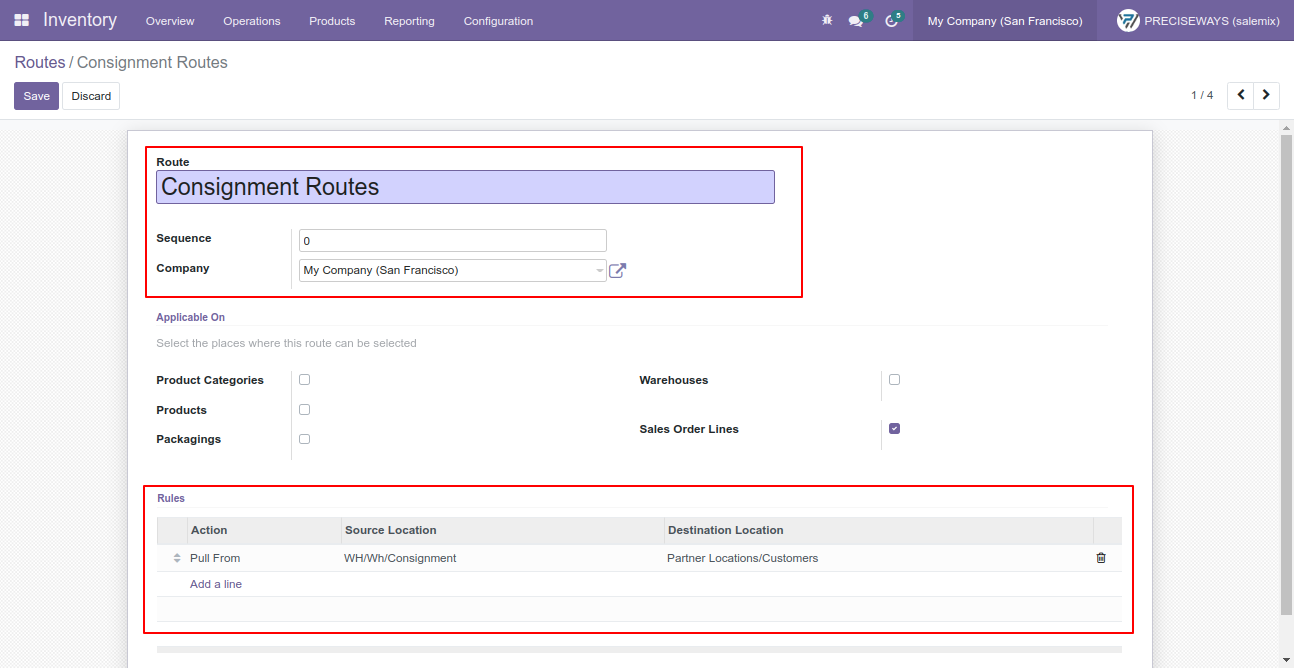 Inventory Overview Operations Products Reporting Configuration 6 5 My Company (San Francisco) PRECISEWAYS (salemix)
Routes / Consignment Routes
Save Discard 1 / 4
Route
Consignment Routes
Sequence 0
Company My Company (San Francisco)
Applicable On
Select the places where this route can be selected
Product Categories Warehouses
Products
Sales Order Lines
Packagings
Rules
Action Source Location Destination Location
Pull From WH/Wh/Consignment Partner Locations/Customers
Add a line